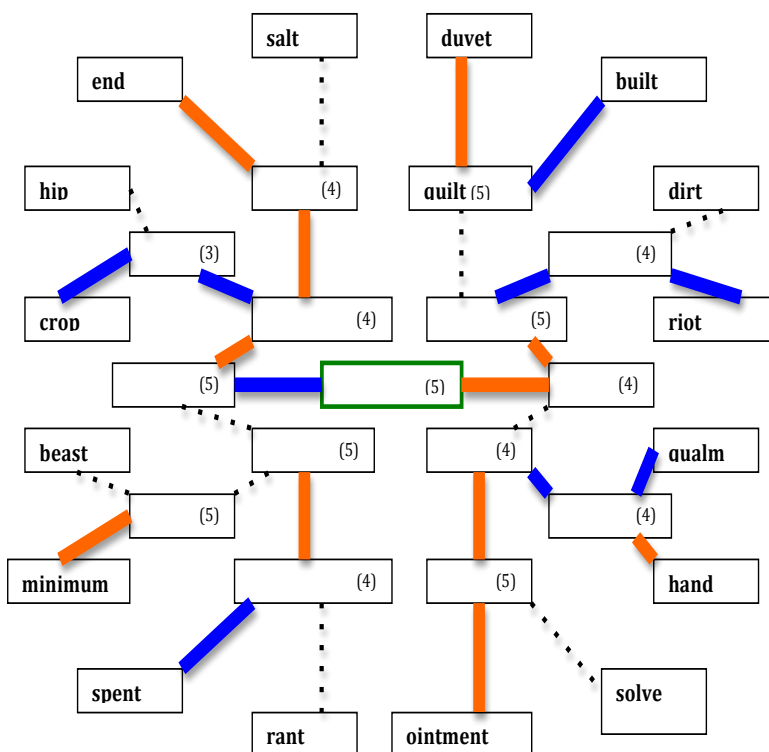 salt
duvet
end
built
hip
(4)
quilt (5)
dirt
(3)
(4)
crop
(4)
(5)
riot
(5)
(5)
(4)
beast
(5)
(4)
qualm
(5)
(4)
minimum
(4)
(5)
hand
spent
solve
rant
ointment